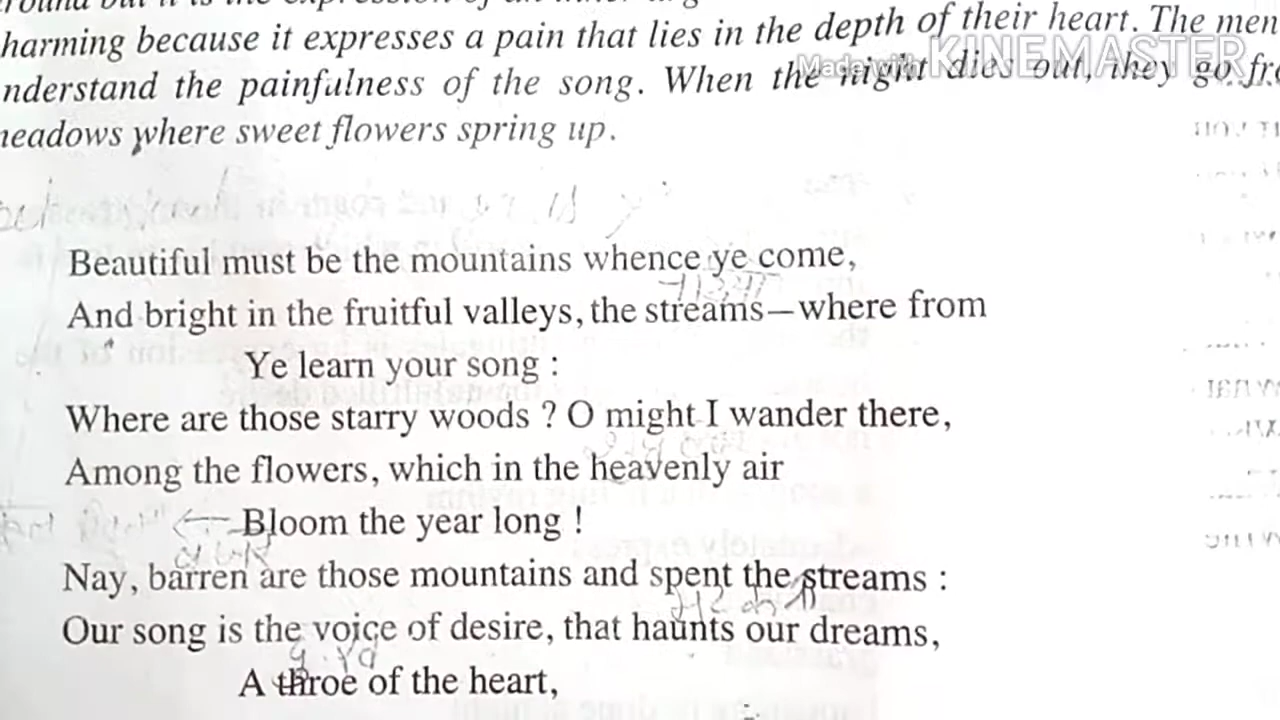 harming because it expresses a pain that lies in the depth of their heart. The men
nderstand the painfulness of the song. When the night dies out, they go
Made with KINEMASTER
meadows where sweet flowers spring up.
Beautiful must be the mountains whence ye come,
And bright in the fruitful valleys, the streams—where from
Ye learn your song :
Where are those starry woods ? O might I wander there,
Among the flowers, which in the heavenly air
Bloom the year long !
Nay, barren are those mountains and spent the streams :
Our song is the voice of desire, that haunts our dreams,
A throe of the heart,